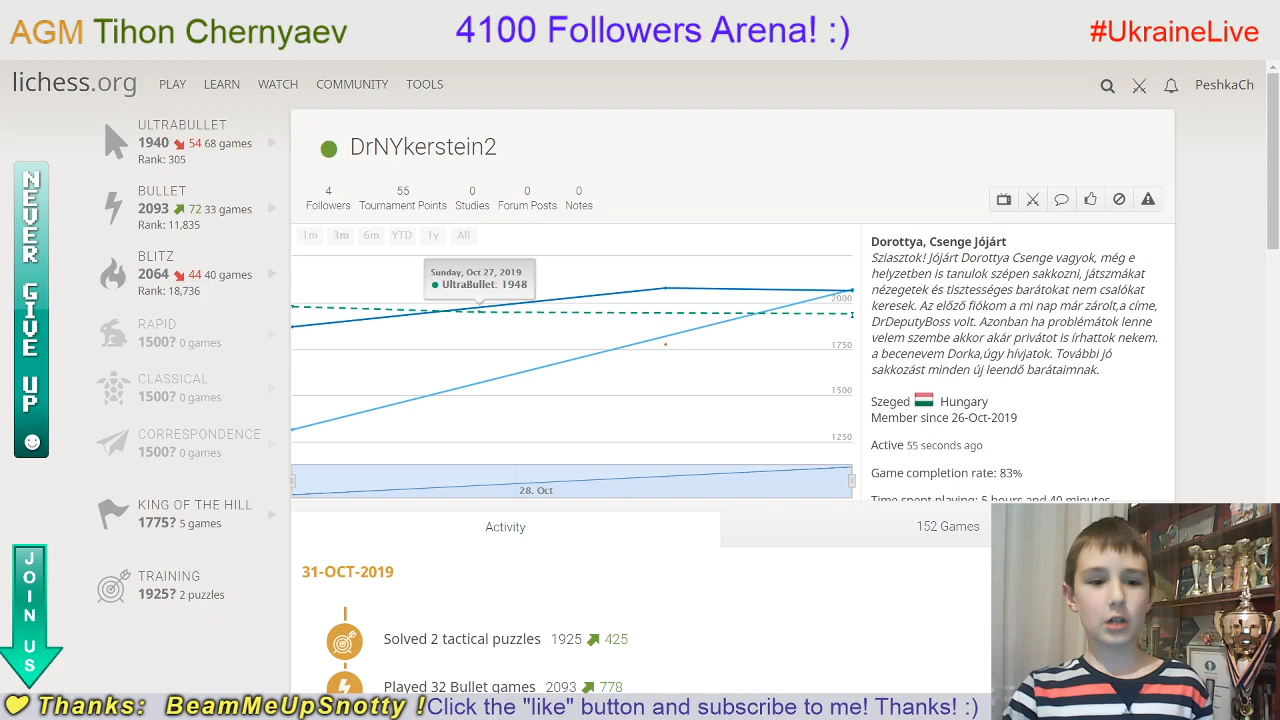 AGM Tihon Chernyaev
4100 Followers Arena! :)
#UkraineLive
lichess.org
PLAY LEARN WATCH COMMUNITY TOOLS
PeshkaCh
NEVER GIVE UP
JOIN US
ULTRABULLET
1940 54 68 games
Rank: 305
BULLET
2093 72 33 games
Rank: 11,835
BLITZ
2064 44 40 games
Rank: 18,736
RAPID
1500? 0 games
CLASSICAL
1500? 0 games
CORRESPONDENCE
1500? 0 games
KING OF THE HILL
1775? 5 games
TRAINING
1925? 2 puzzles
DrNYkerstein2
4 55 0 0 0
Followers Tournament Points Studies Forum Posts Notes
1m 3m 6m YTD 1y All
Sunday, Oct 27, 2019
UltraBullet: 1948
2000
1750
1500
1250
28. Oct
Dorottya, Csenge Jójárt
Sziasztok! Jójárt Dorottya Csenge vagyok, még e
helyzetben is tanulok szépen sakkozni, Játszmákat
nézegetek és tisztességes barátokat nem csalókat
keresek. Az előző fiókom a mi nap már zárolt,a címe,
DrDeputyBoss volt. Azonban ha problémátok lenne
velem szembe akkor akár privátot is írhattok nekem.
a becenevem Dorka,úgy hívjatok. További jó
sakkozást minden új leendő barátaimnak.
Szeged Hungary
Member since 26-Oct-2019
Active 55 seconds ago
Game completion rate: 83%
Time spent playing: 5 hours and 40 minutes
Activity
152 Games
31-OCT-2019
Solved 2 tactical puzzles 1925 425
Played 32 Bullet games 2093 778
Thanks: BeamMeUpSnotty !
Click the "like" button and subscribe to me! Thanks! :)